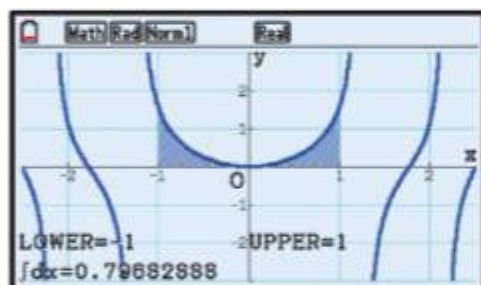 Math Rad Norm1 Real
y
2
1
x
-2 -1 O 1 2
-1
LOWER=-1 -2 UPPER=1
∫dx=0.79682888